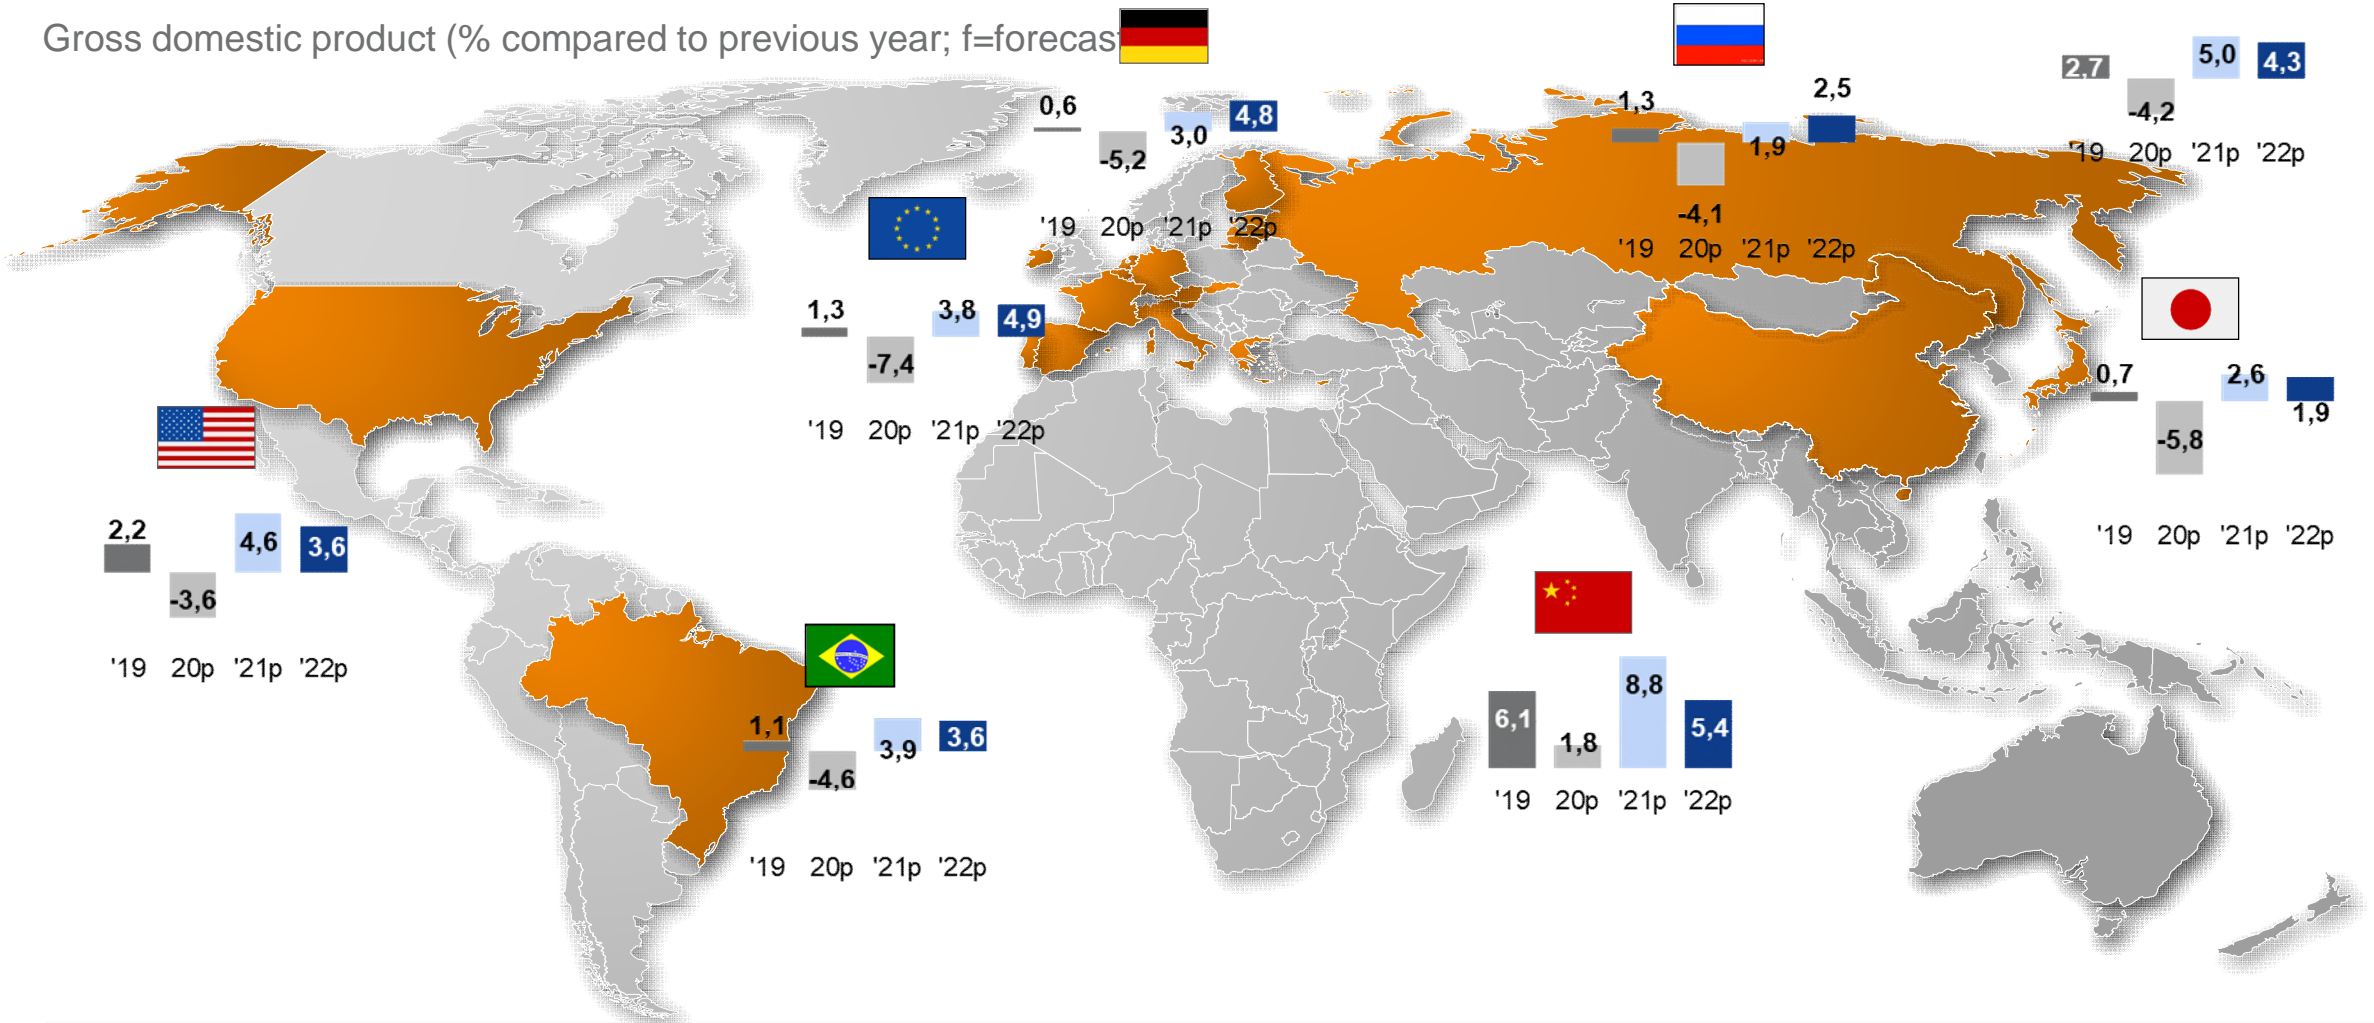 Gross domestic product (% compared to previous year; f=forecast
2,7 -4,2 5,0 4,3
'19 20p '21p '22p
0,6 -5,2 3,0 4,8
'19 20p '21p '22p
1,3 -4,1 1,9 2,5
'19 20p '21p '22p
1,3 -7,4 3,8 4,9
'19 20p '21p '22p
0,7 -5,8 2,6 1,9
'19 20p '21p '22p
2,2 -3,6 4,6 3,6
'19 20p '21p '22p
1,1 -4,6 3,9 3,6
'19 20p '21p '22p
6,1 1,8 8,8 5,4
'19 20p '21p '22p